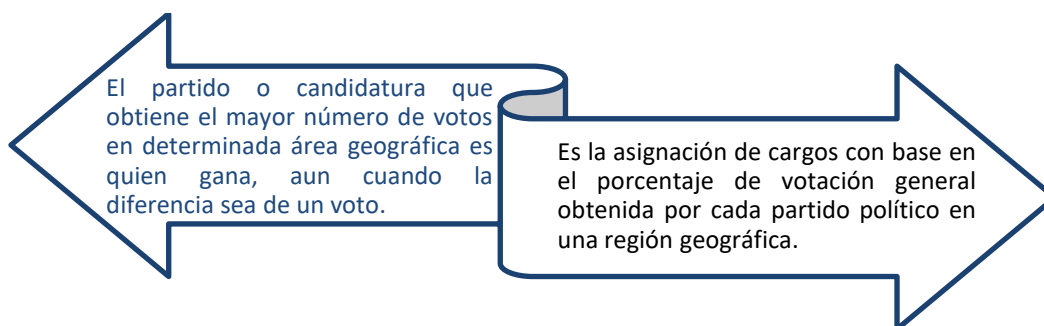 El partido o candidatura que
obtiene el mayor número de votos
en determinada área geográfica es
quien gana, aun cuando la
diferencia sea de un voto.
Es la asignación de cargos con base en
el porcentaje de votación general
obtenida por cada partido político en
una región geográfica.